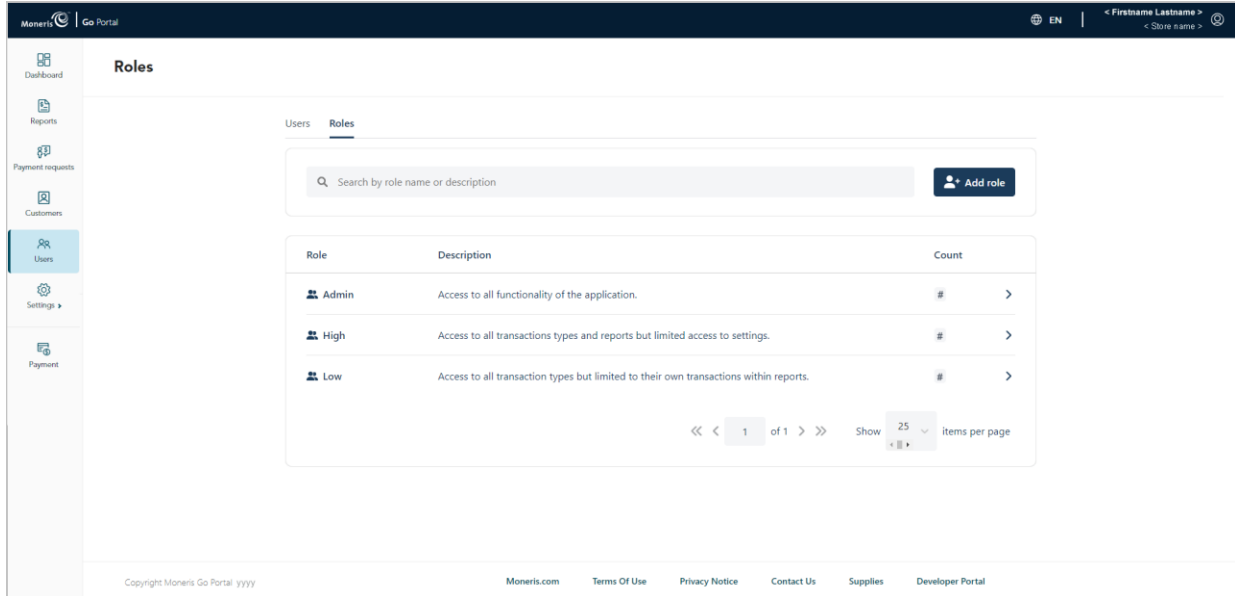 Moneris Go Portal
EN
< Firstname Lastname >
< Store name >
Dashboard
Reports
Payment requests
Customers
Users
Settings
Payment
Roles
Users Roles
Search by role name or description
Add role
Role Description Count
Admin Access to all functionality of the application. #
High Access to all transactions types and reports but limited access to settings. #
Low Access to all transaction types but limited to their own transactions within reports. #
1 of 1 Show 25 items per page
Copyright Moneris Go Portal yyyy Moneris.com Terms Of Use Privacy Notice Contact Us Supplies Developer Portal